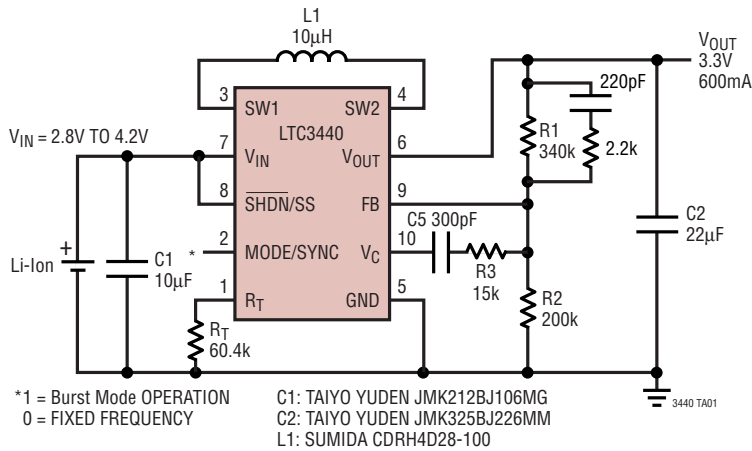 L1
10μH
3
4
SW1
SW2
LTC3440
V_IN = 2.8V TO 4.2V
7
V_IN
V_OUT
6
8
SHDN/SS
FB
9
2
*
MODE/SYNC
V_C
10
1
R_T
GND
5
Li-Ion
+
C1
10μF
R_T
60.4k
C5 300pF
R3
15k
R1
340k
220pF
2.2k
R2
200k
C2
22μF
V_OUT
3.3V
600mA
*1 = Burst Mode OPERATION
0 = FIXED FREQUENCY
C1: TAIYO YUDEN JMK212BJ106MG
C2: TAIYO YUDEN JMK325BJ226MM
L1: SUMIDA CDRH4D28-100
3440 TA01